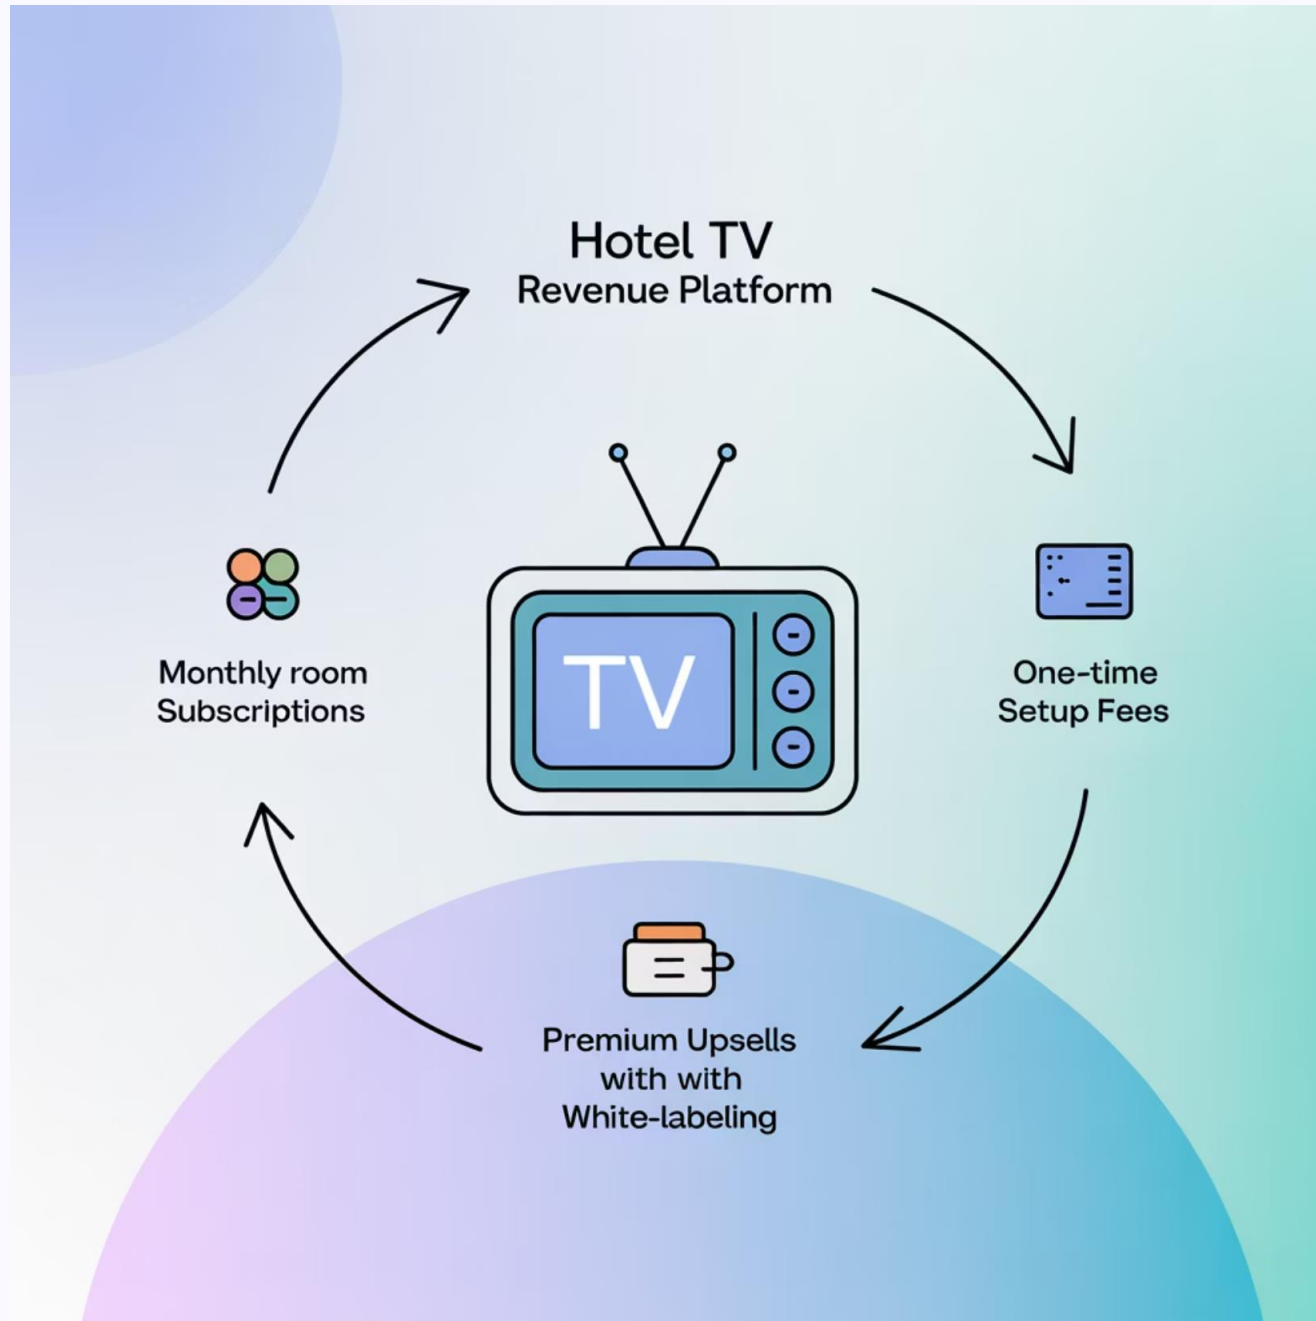 Hotel TV
Revenue Platform
TV
Monthly room
Subscriptions
One-time
Setup Fees
Premium Upsells
with with
White-labeling